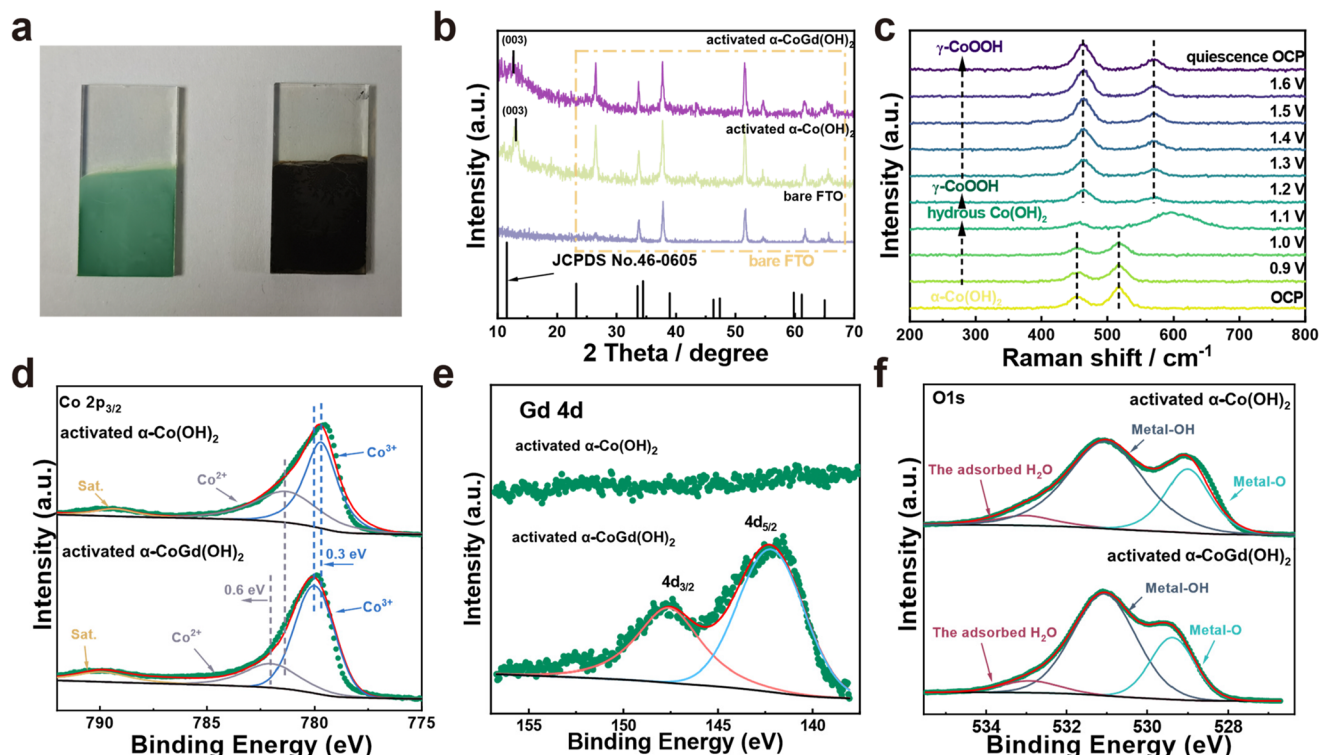 a
b
Intensity (a.u.)
(003)
activated α-CoGd(OH)2
(003)
activated α-Co(OH)2
bare FTO
bare FTO
JCPDS No.46-0605
10 20 30 40 50 60 70
2 Theta / degree
c
Intensity (a.u.)
γ-CoOOH
quiescence OCP
1.6 V
1.5 V
1.4 V
1.3 V
γ-CoOOH
1.2 V
hydrous Co(OH)2
1.1 V
1.0 V
0.9 V
α-Co(OH)2
OCP
200 300 400 500 600 700 800
Raman shift / cm-1
d
Intensity (a.u.)
Co 2p3/2
activated α-Co(OH)2
Co3+
Co2+
Sat.
activated α-CoGd(OH)2
0.3 eV
0.6 eV
Co3+
Co2+
Sat.
790 785 780 775
Binding Energy (eV)
e
Intensity (a.u.)
Gd 4d
activated α-Co(OH)2
activated α-CoGd(OH)2
4d5/2
4d3/2
155 150 145 140
Binding Energy (eV)
f
Intensity (a.u.)
O1s
activated α-Co(OH)2
Metal-OH
The adsorbed H2O
Metal-O
activated α-CoGd(OH)2
Metal-OH
The adsorbed H2O
Metal-O
534 532 530 528
Binding Energy (eV)